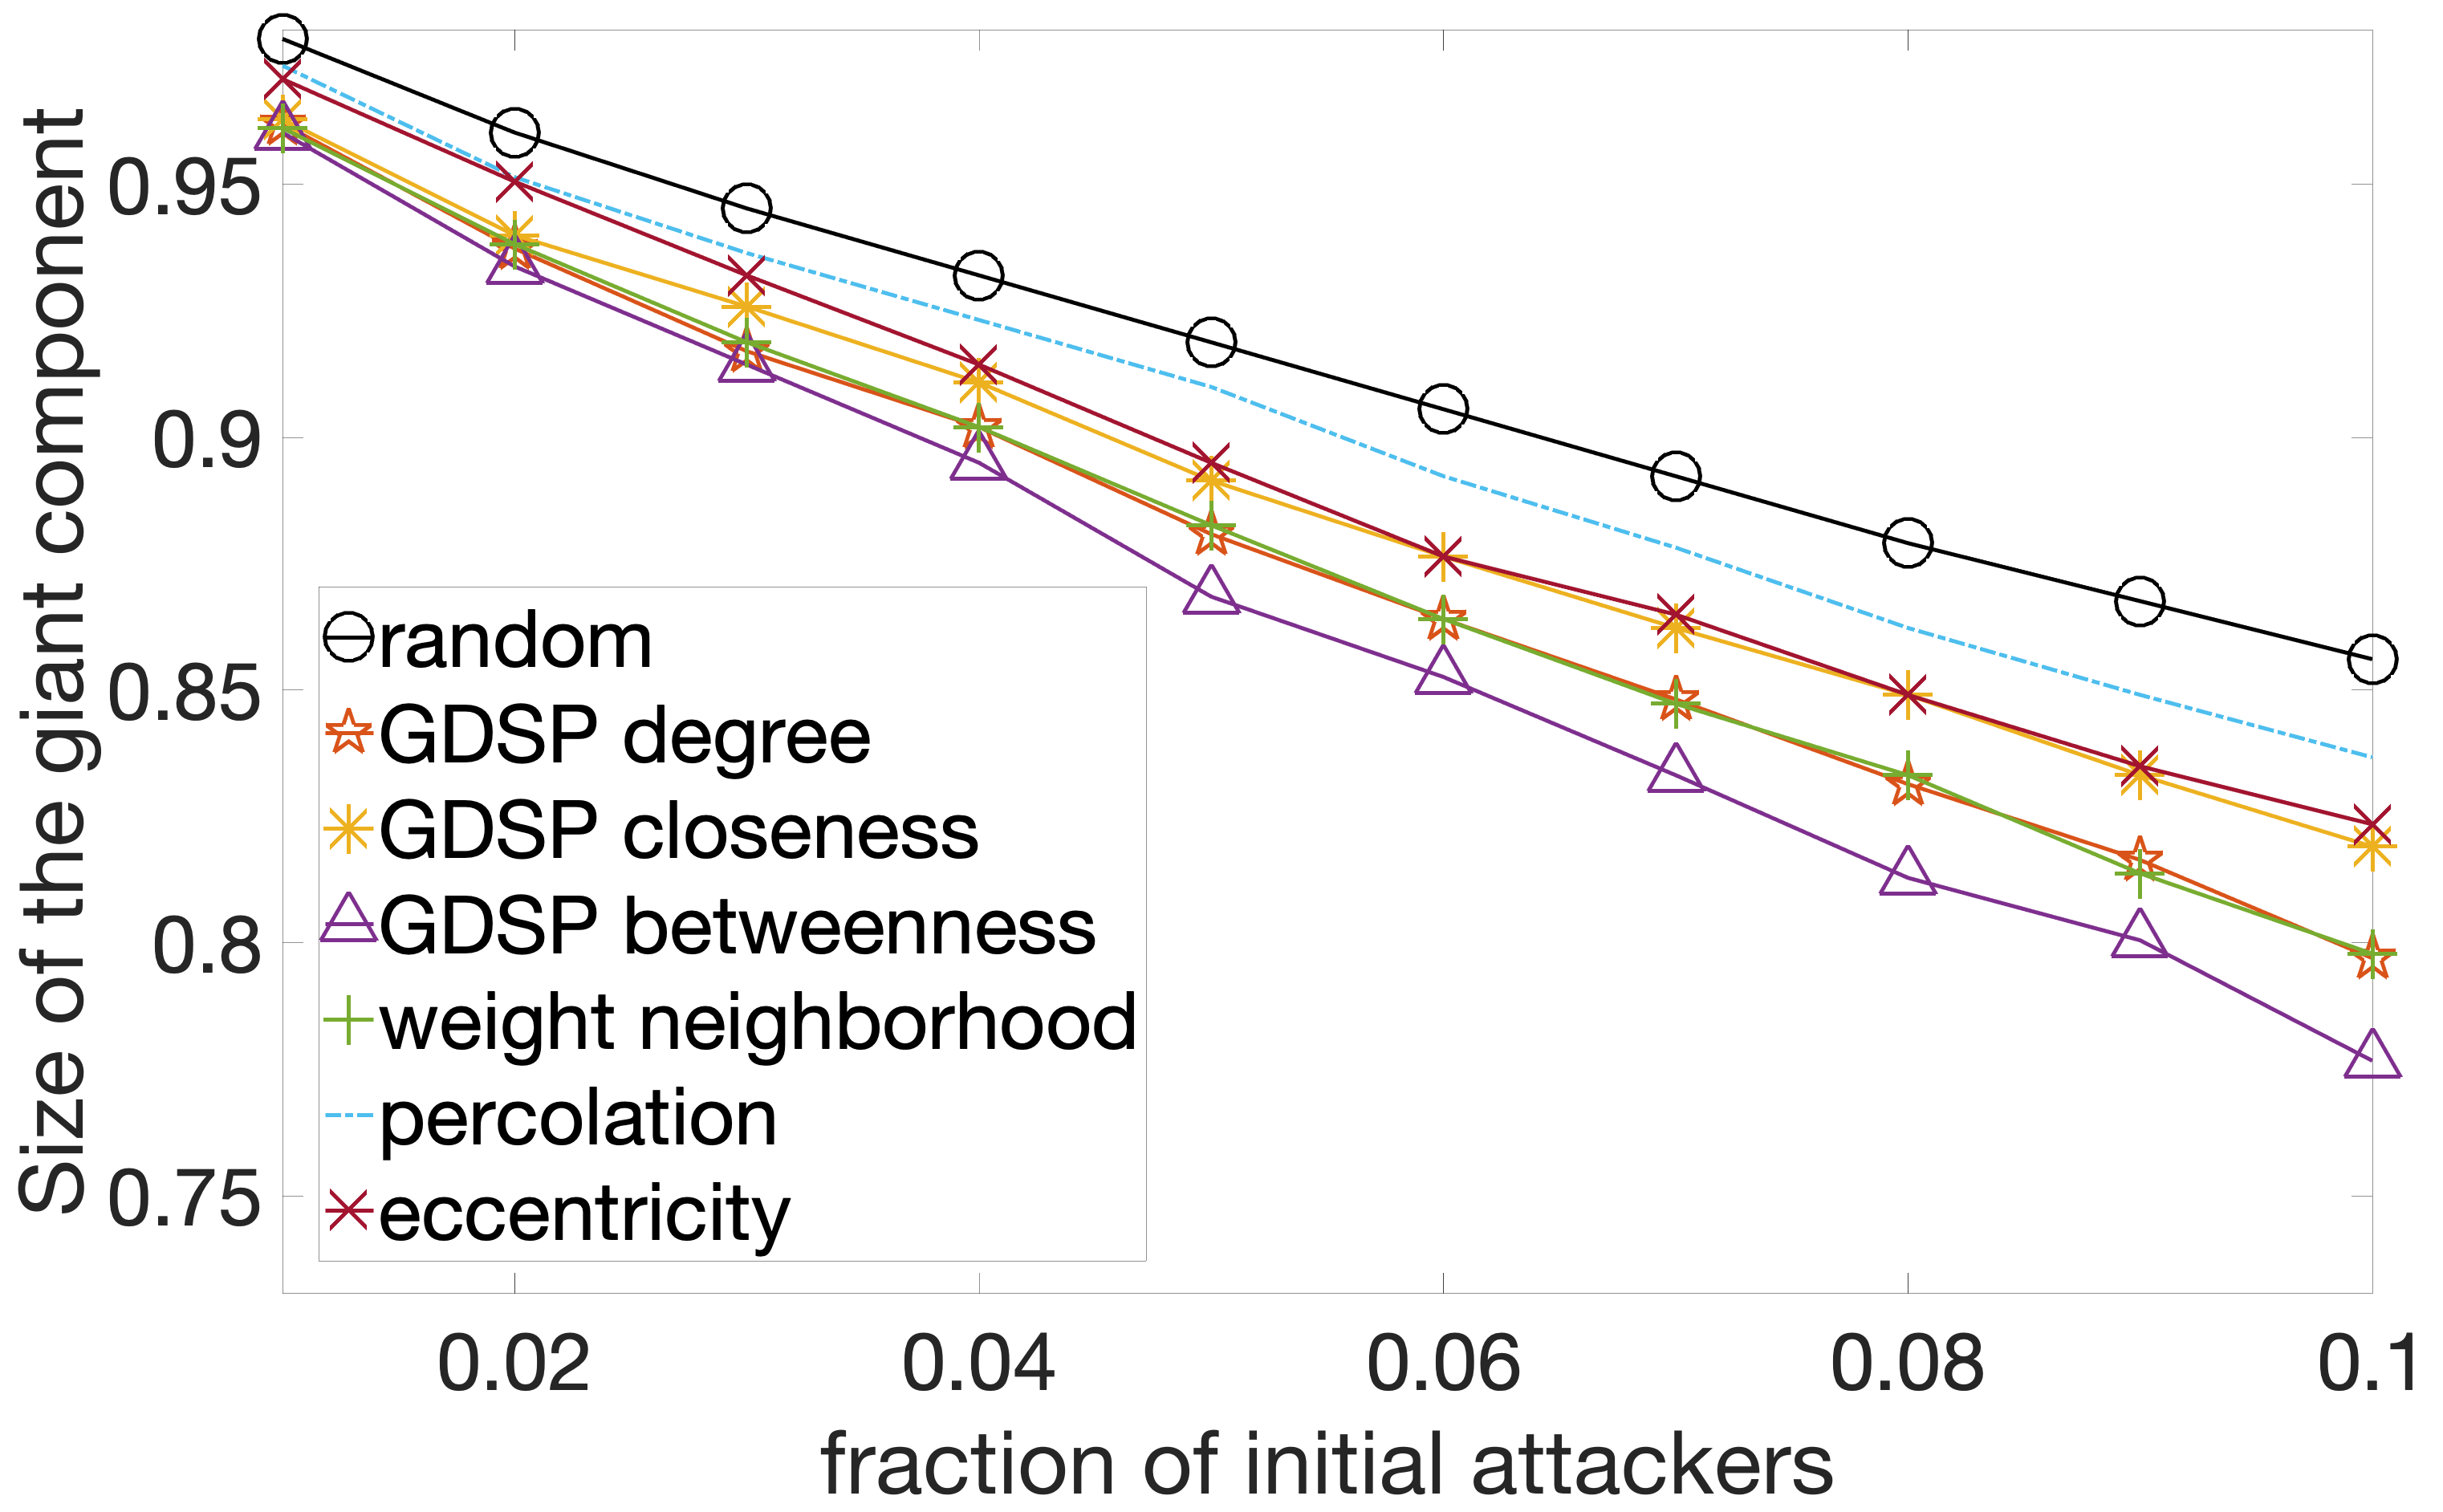 Size of the giant component
0.95
0.9
0.85
0.8
0.75
random
GDSP degree
GDSP closeness
GDSP betweenness
weight neighborhood
percolation
eccentricity
0.02 0.04 0.06 0.08 0.1
fraction of initial attackers